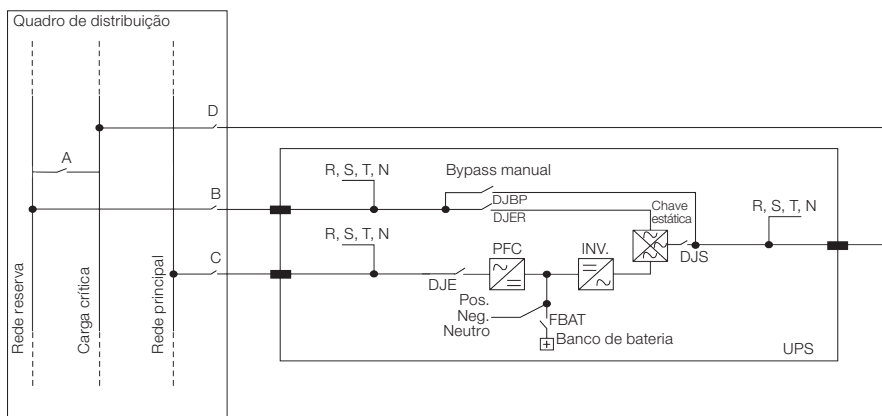 Quadro de distribuição
D
A
B
C
Rede reserva
Carga crítica
Rede principal
R, S, T, N
Bypass manual
DJBP
DJER
Chave
estática
R, S, T, N
DJS
R, S, T, N
DJE
PFC
INV.
Pos.
Neg.
Neutro
FBAT
Banco de bateria
UPS